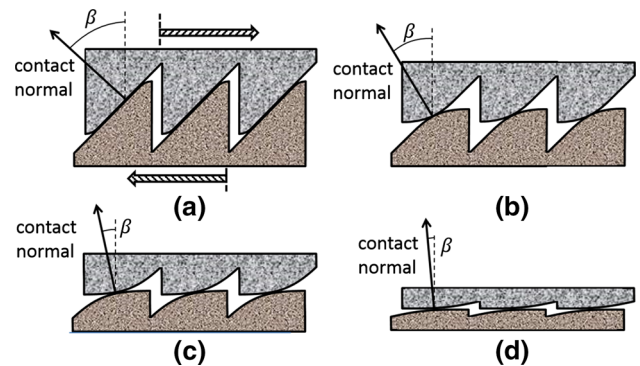 β
contact
normal
(a)
β
contact
normal
(b)
contact
normal
β
(c)
contact
normal
β
(d)